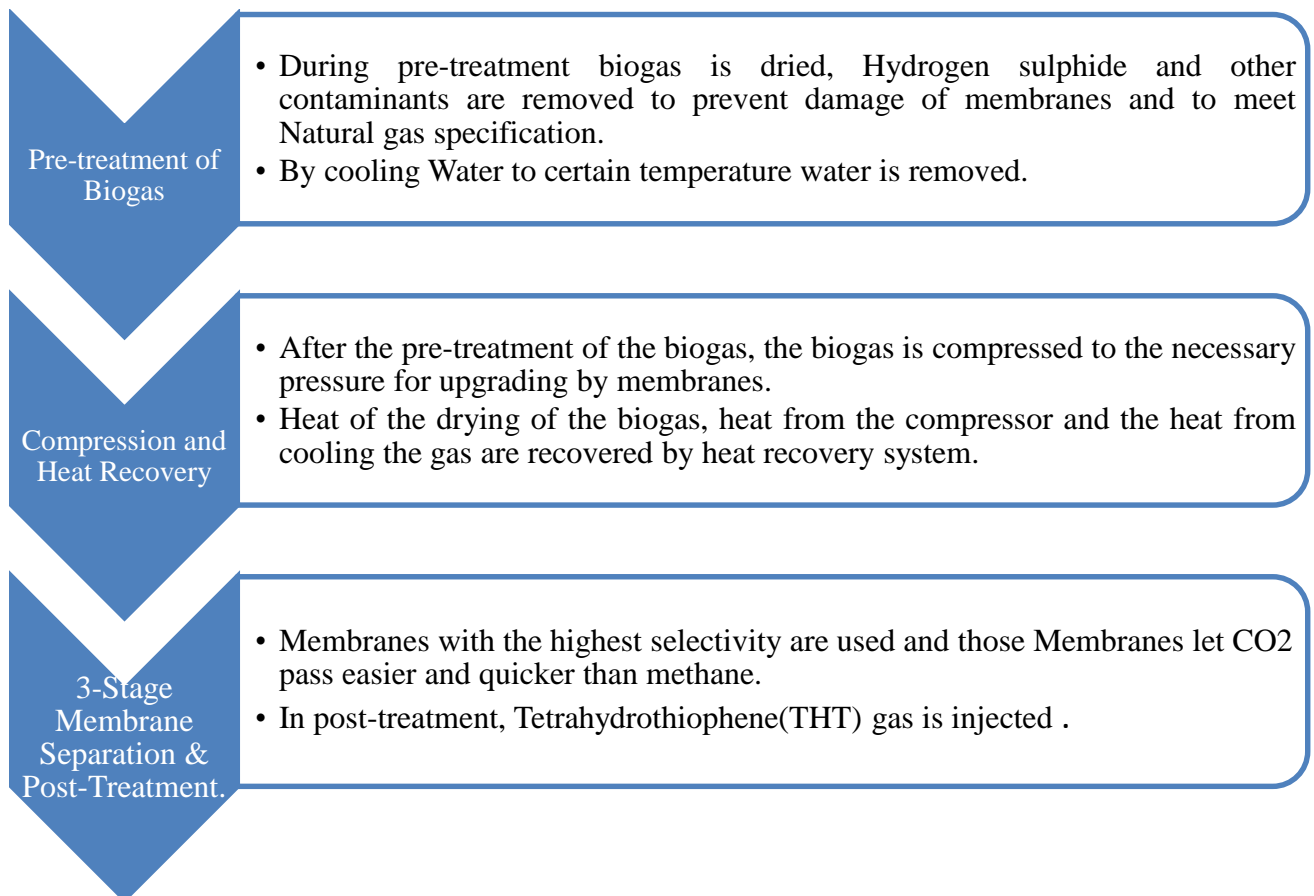 Pre-treatment of
Biogas
• During pre-treatment biogas is dried, Hydrogen sulphide and other
contaminants are removed to prevent damage of membranes and to meet
Natural gas specification.
• By cooling Water to certain temperature water is removed.
Compression and
Heat Recovery
• After the pre-treatment of the biogas, the biogas is compressed to the necessary
pressure for upgrading by membranes.
• Heat of the drying of the biogas, heat from the compressor and the heat from
cooling the gas are recovered by heat recovery system.
3-Stage
Membrane
Separation &
Post-Treatment.
• Membranes with the highest selectivity are used and those Membranes let CO2
pass easier and quicker than methane.
• In post-treatment, Tetrahydrothiophene(THT) gas is injected .